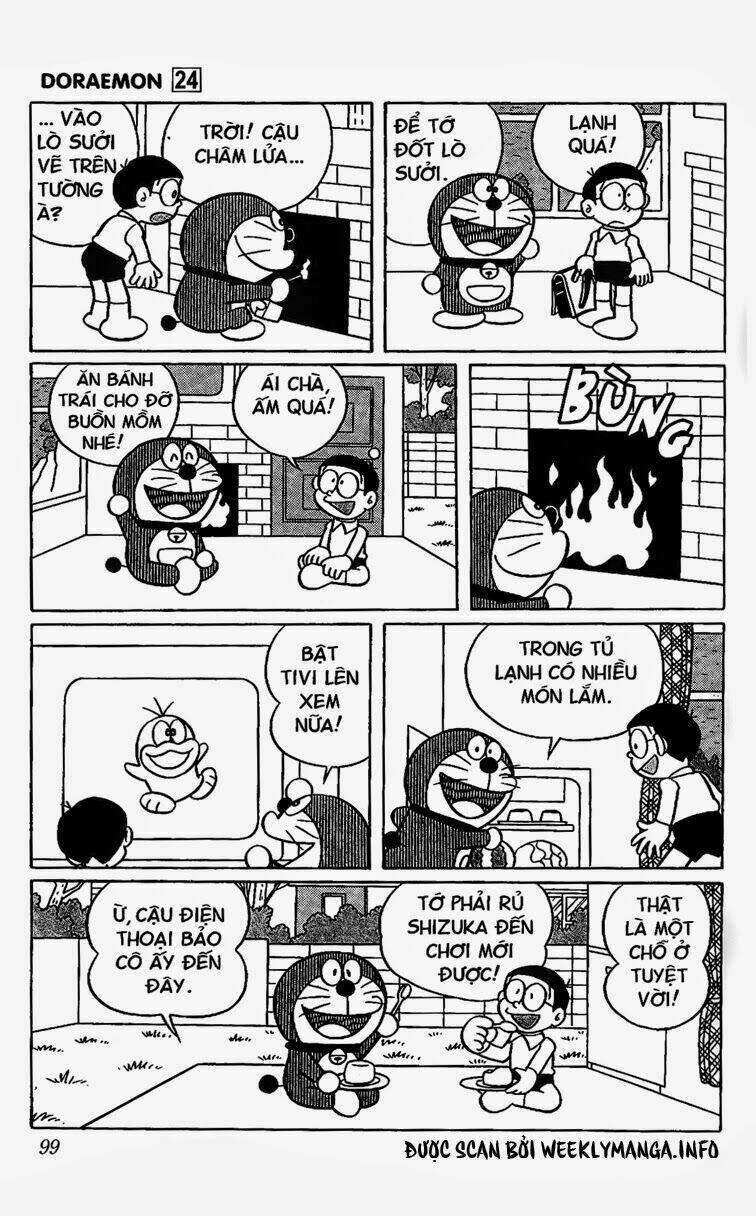 DORAEMON 24
LẠNH
QUÁ!
ĐỂ TỚ
ĐỐT LÒ
SƯỞI.
TRỜI! CẬU
CHÂM LỬA...
... VÀO
LÒ SƯỞI
VẼ TRÊN
TƯỜNG
À?
BÙNG
ÁI CHÀ,
ẤM QUÁ!
ĂN BÁNH
TRÁI CHO ĐỠ
BUỒN MỒM
NHÉ!
TRONG TỦ
LẠNH CÓ NHIỀU
MÓN LẮM.
BẬT
TIVI LÊN
XEM
NỮA!
THẬT
LÀ MỘT
CHỖ Ở
TUYỆT
VỜI!
TỚ PHẢI RỦ
SHIZUKA ĐẾN
CHƠI MỚI
ĐƯỢC!
Ừ, CẬU ĐIỆN
THOẠI BẢO
CÔ ẤY ĐẾN
ĐÂY.
99
ĐƯỢC SCAN BỞI WEEKLYMANGA.INFO